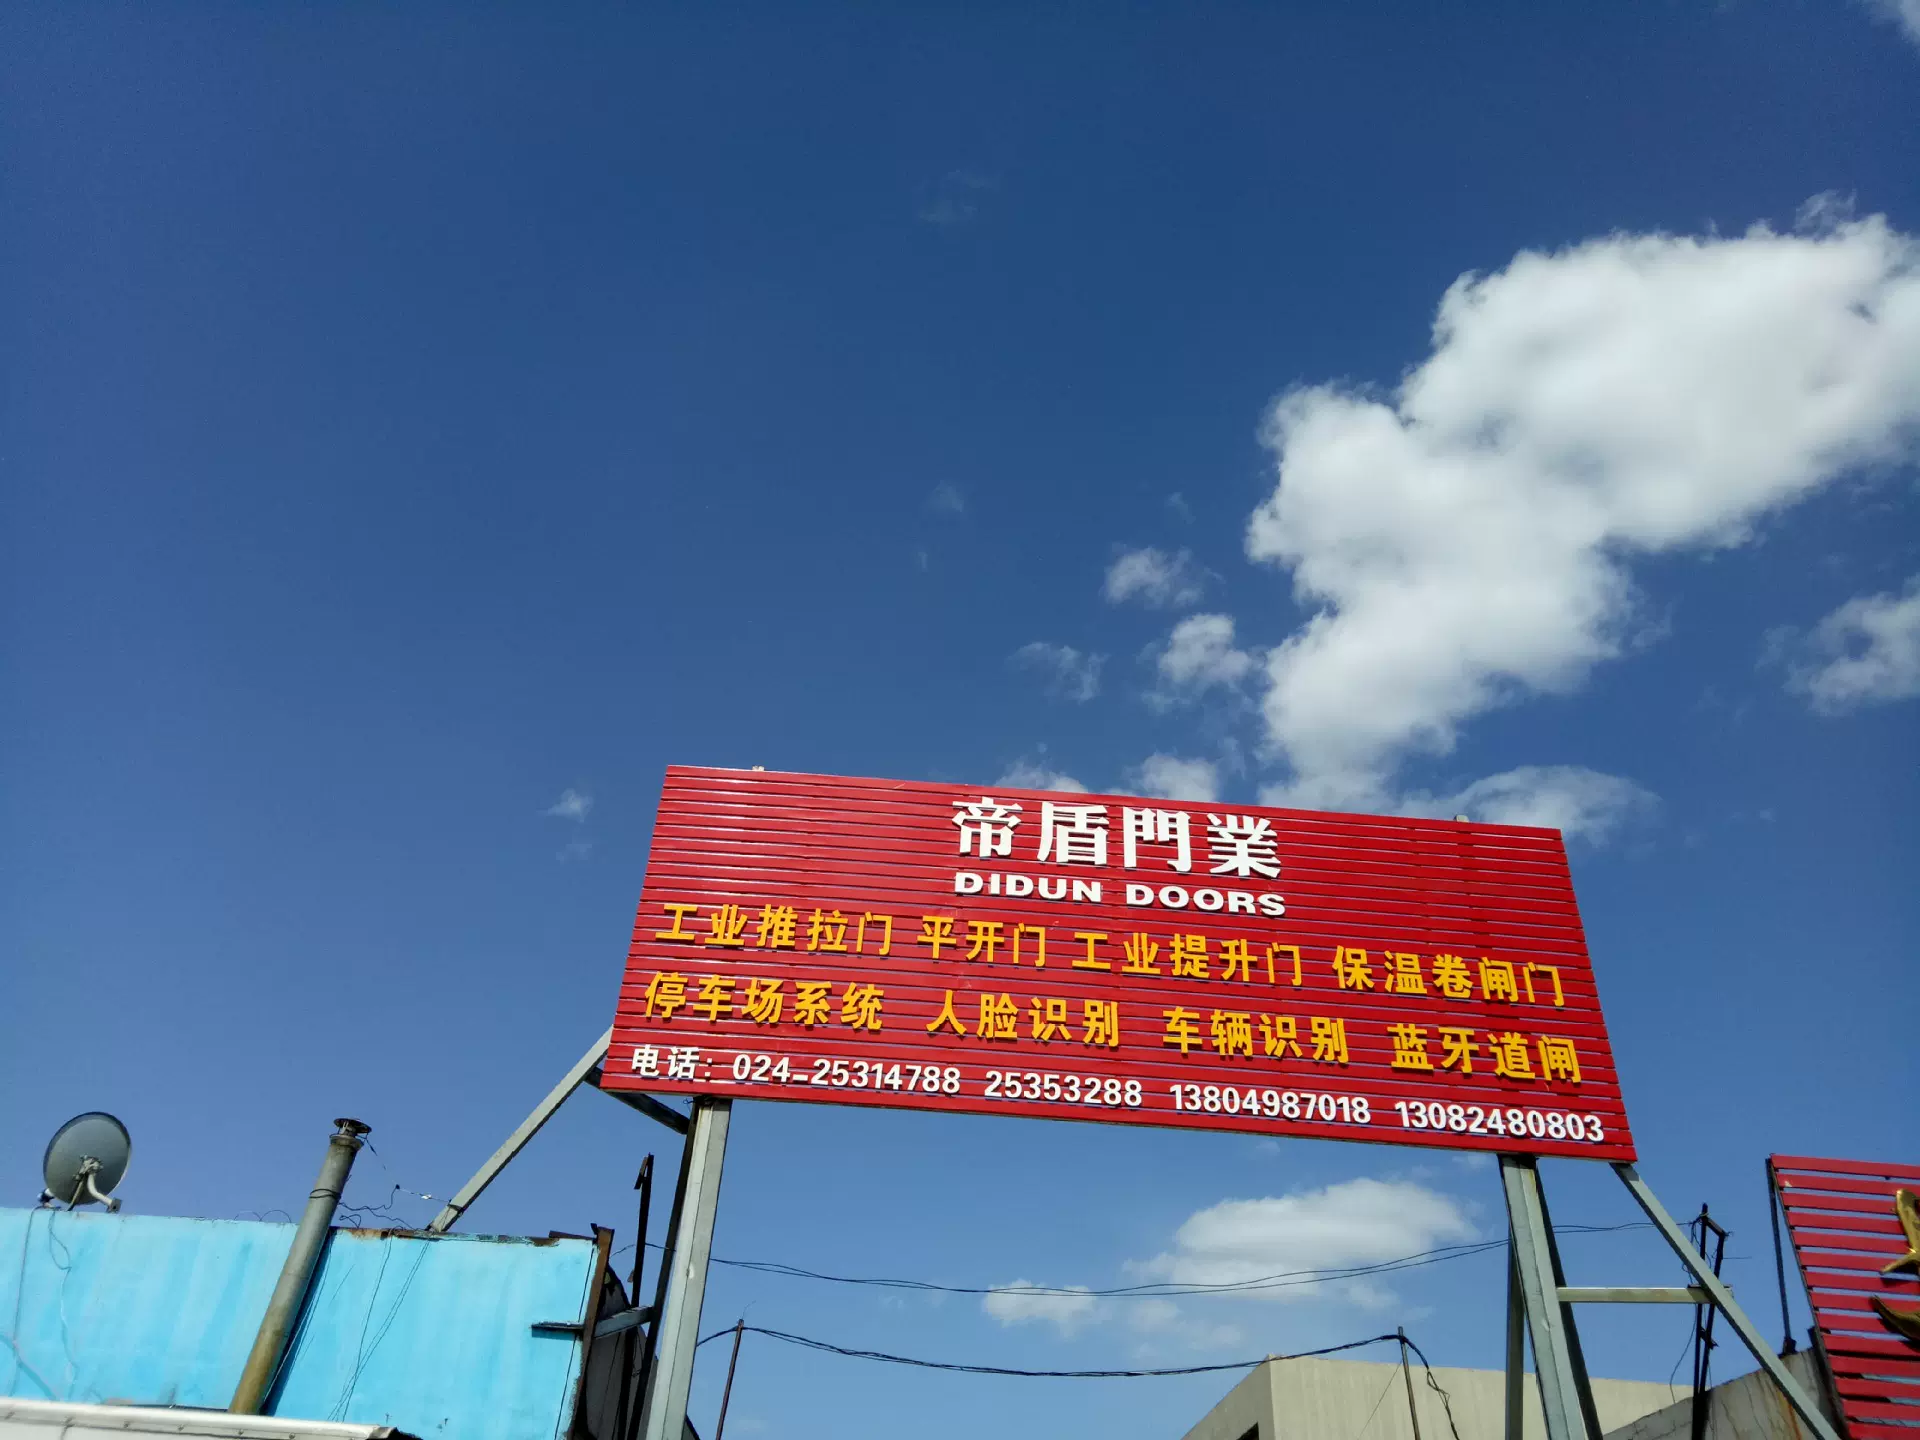 帝盾門業
DIDUN DOORS
工业推拉门 平开门 工业提升门 保温卷闸门
停车场系统 人脸识别 车辆识别 蓝牙道闸
电话：024-25314788 25353288 13804987018 13082480803